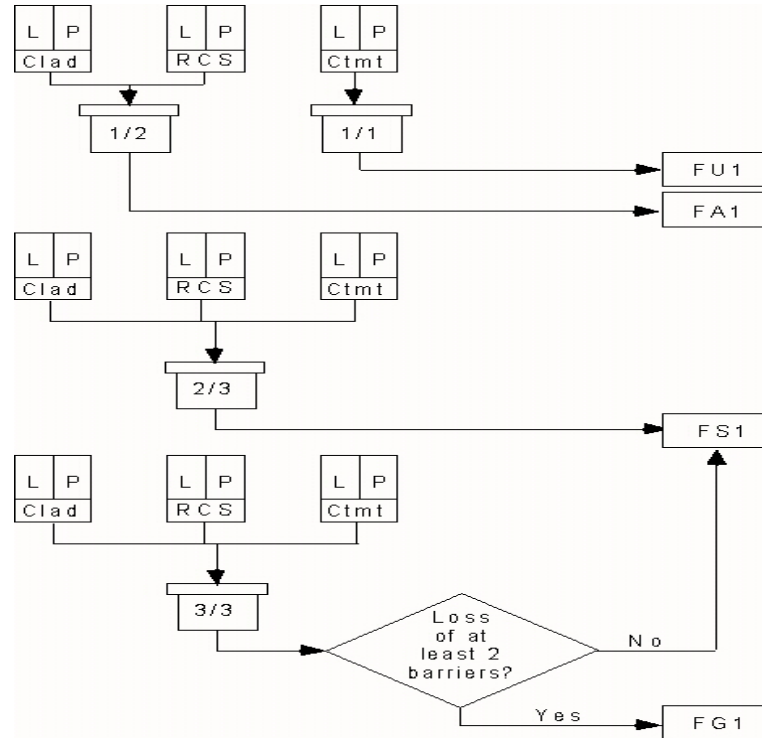 L P L P L P
Clad RCS Ctmt
1/2 1/1
FU1
FA1
L P L P L P
Clad RCS Ctmt
2/3
FS1
L P L P L P
Clad RCS Ctmt
3/3
Loss
of at
least 2
barriers?
No
Yes
FG1